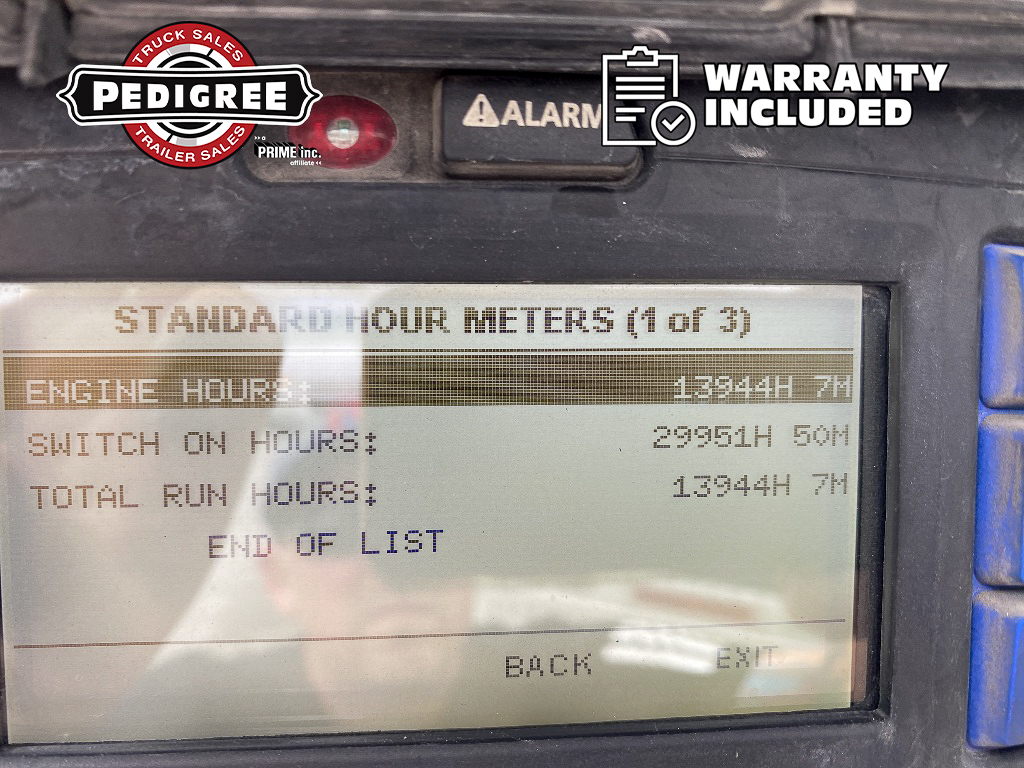 TRUCK SALES
PEDIGREE
TRAILER SALES
>> a
PRIME inc.
affiliate <<
ALARM
WARRANTY
INCLUDED
STANDARD HOUR METERS (1 of 3)
ENGINE HOURS: 13944H 7M
SWITCH ON HOURS: 29951H 50M
TOTAL RUN HOURS: 13944H 7M
END OF LIST
BACK EXIT